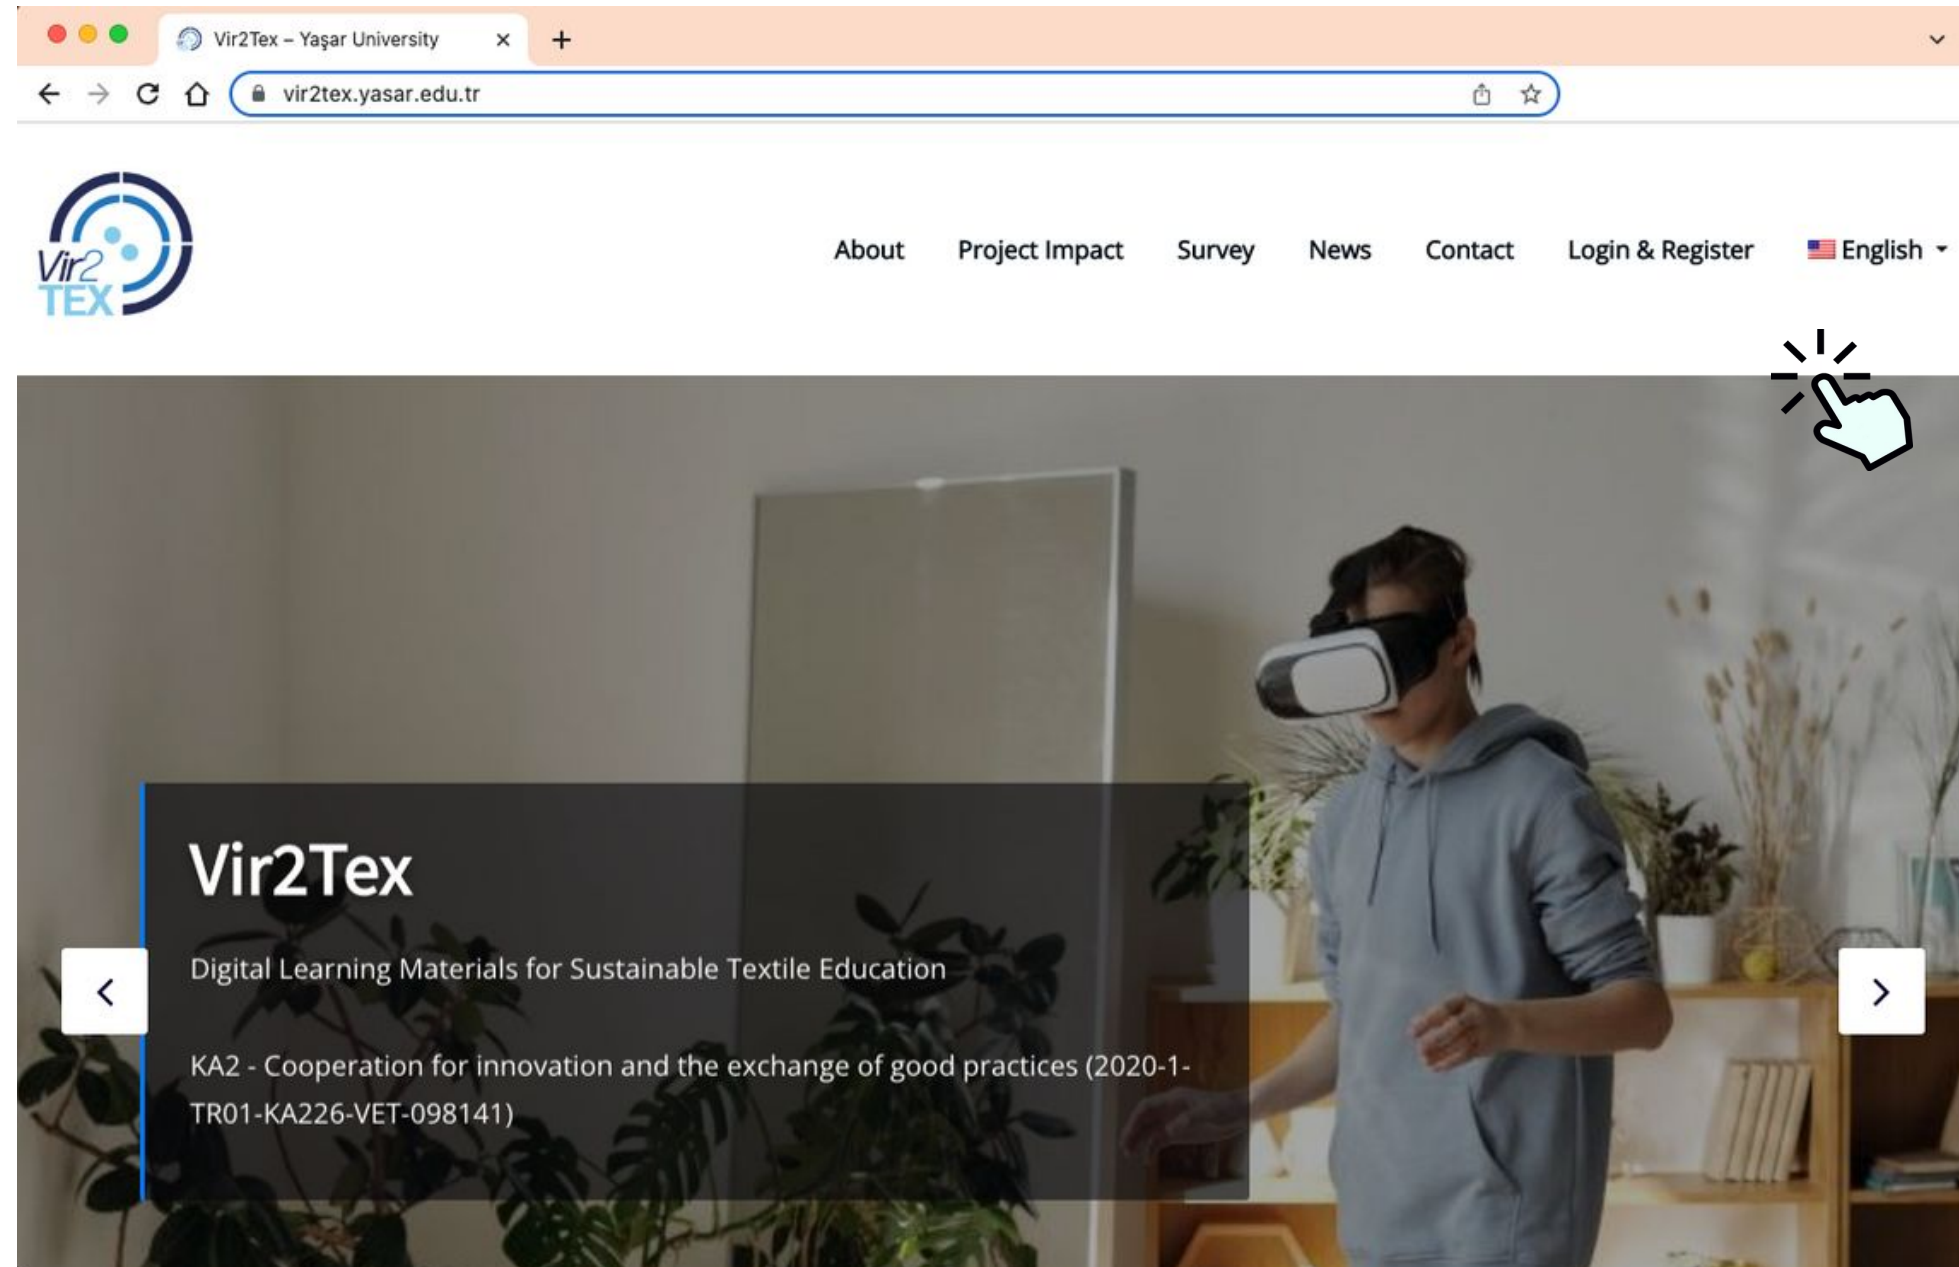 Vir2Tex – Yaşar University
vir2tex.yasar.edu.tr
Vir2
TEX
About Project Impact Survey News Contact Login & Register English
Vir2Tex
Digital Learning Materials for Sustainable Textile Education
KA2 - Cooperation for innovation and the exchange of good practices (2020-1-
TR01-KA226-VET-098141)